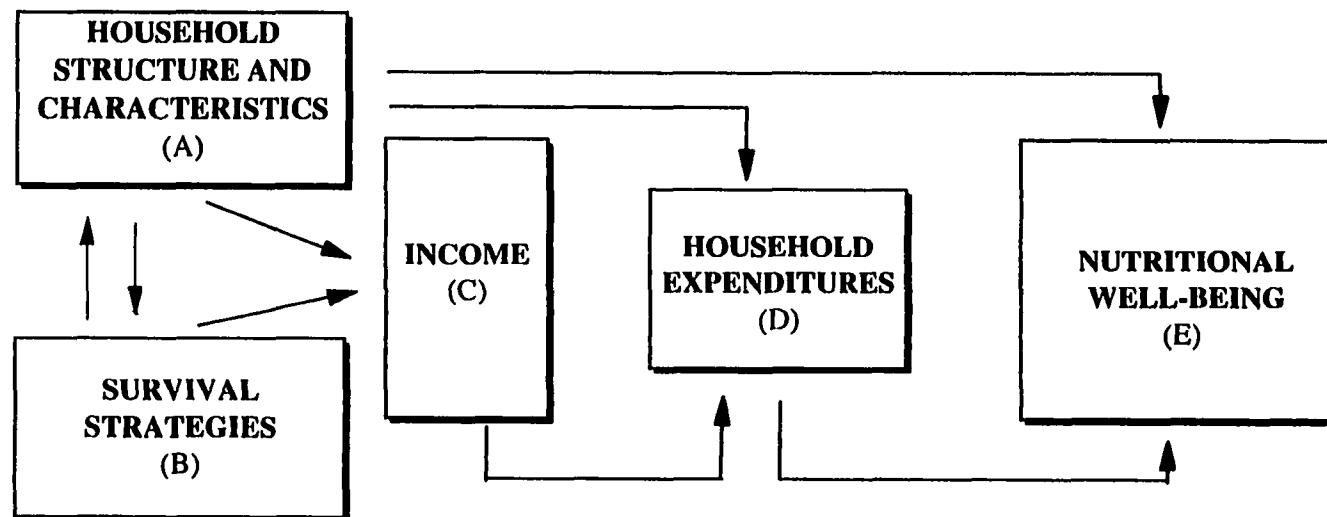 HOUSEHOLD
STRUCTURE AND
CHARACTERISTICS
(A)
INCOME
(C)
HOUSEHOLD
EXPENDITURES
(D)
NUTRITIONAL
WELL-BEING
(E)
SURVIVAL
STRATEGIES
(B)